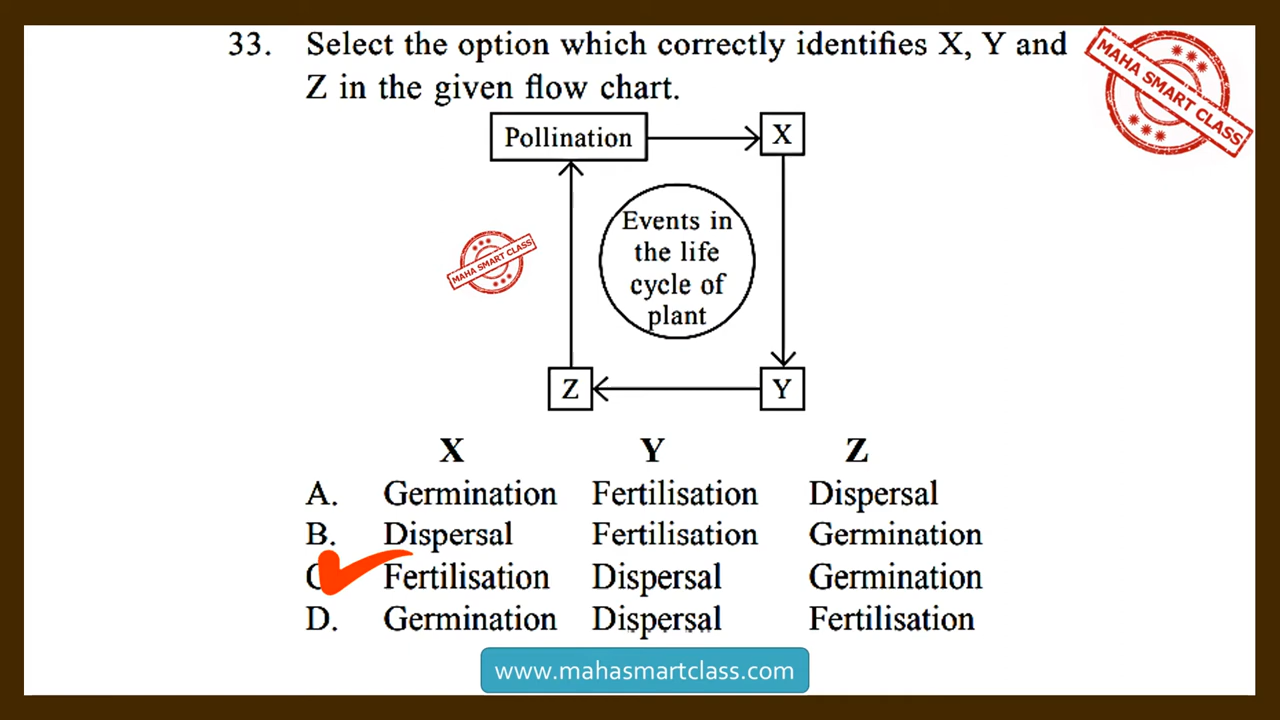 33. Select the option which correctly identifies X, Y and
Z in the given flow chart.
MAHA SMART CLASS
Pollination
X
Events in
the life
cycle of
plant
MAHA SMART CLASS
Z
Y
X Y Z
A. Germination Fertilisation Dispersal
B. Dispersal Fertilisation Germination
C Fertilisation Dispersal Germination
D. Germination Dispersal Fertilisation
www.mahasmartclass.com